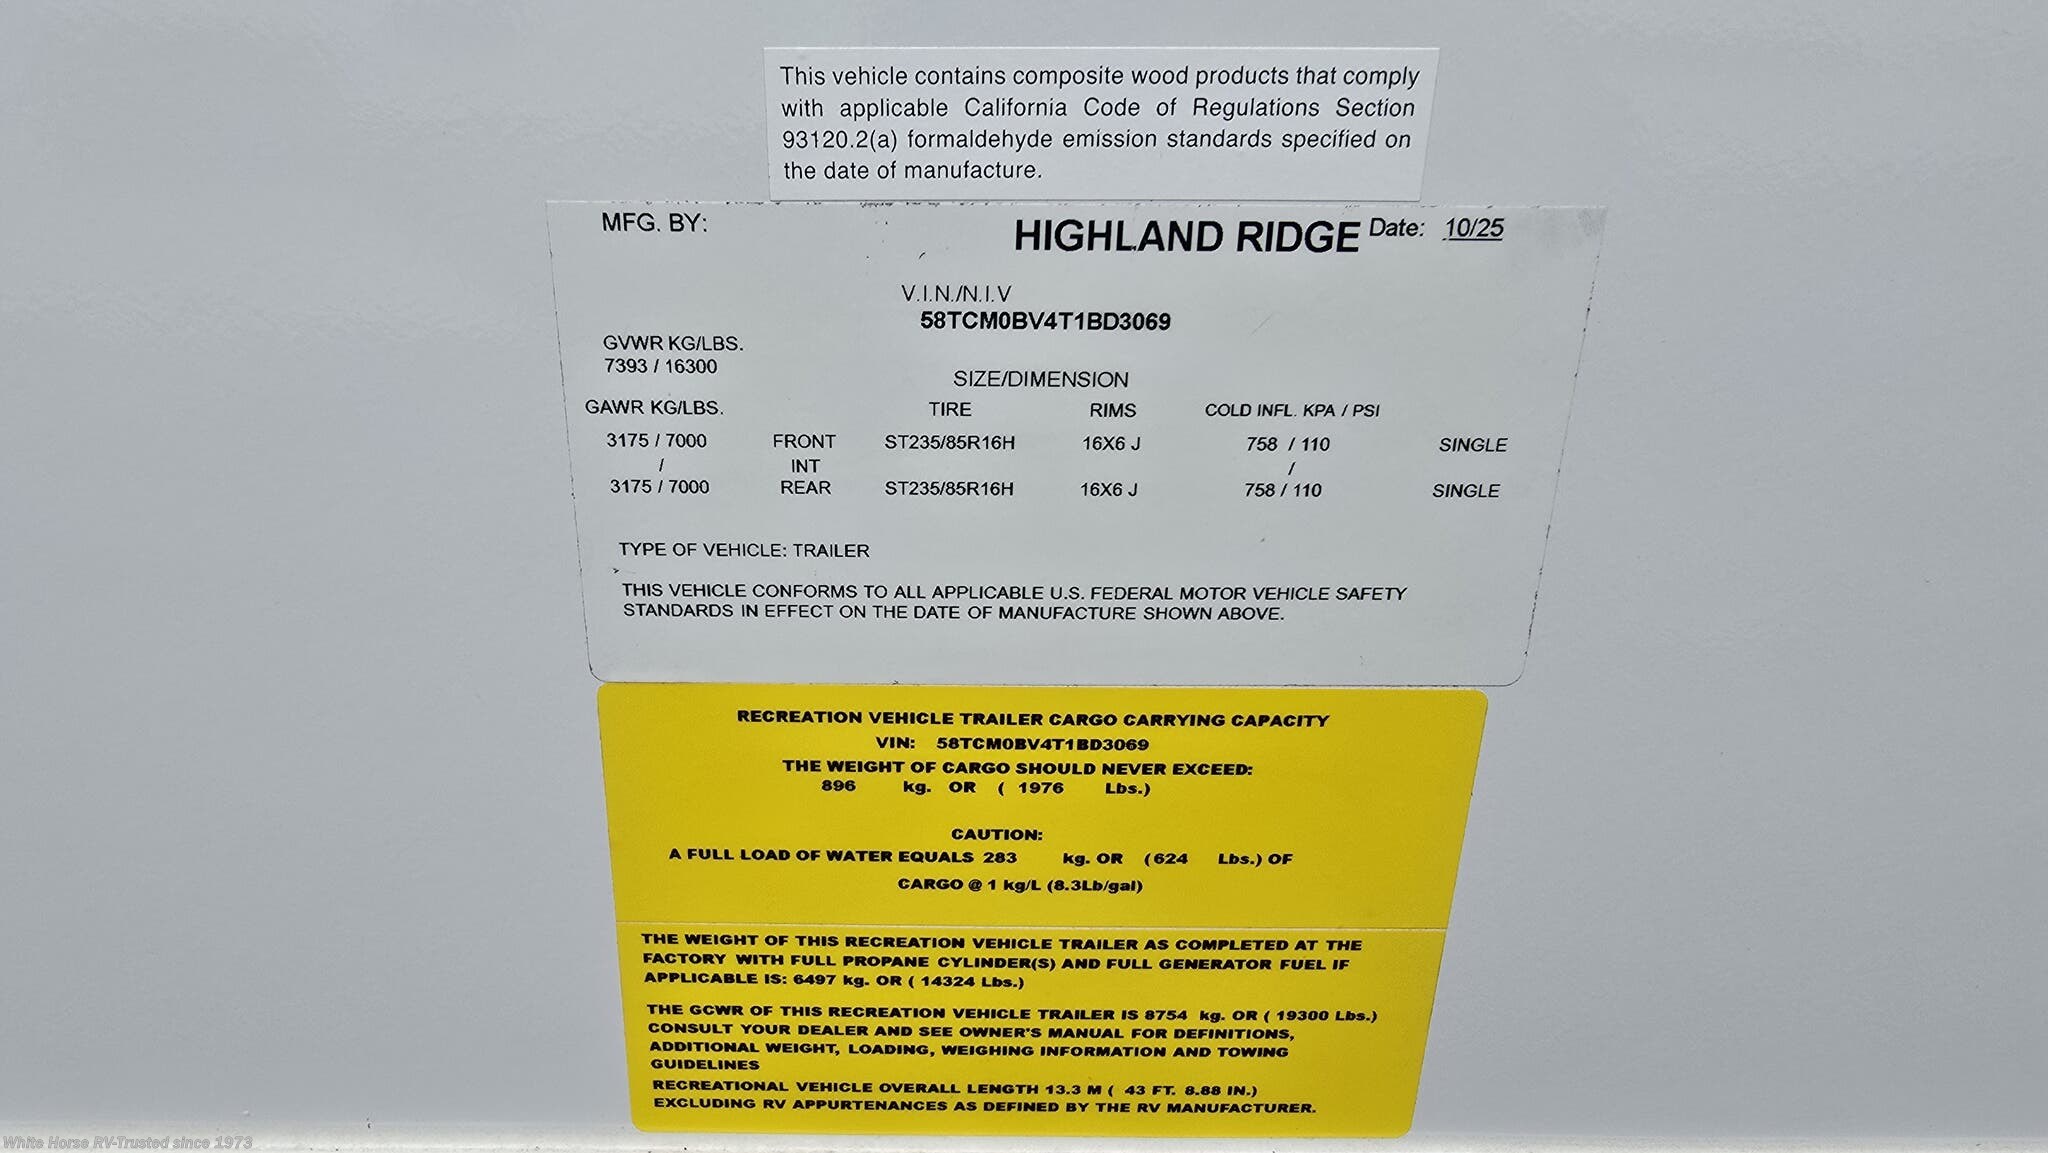 This vehicle contains composite wood products that comply
with applicable California Code of Regulations Section
93120.2(a) formaldehyde emission standards specified on
the date of manufacture.
MFG. BY: HIGHLAND RIDGE Date: 10/25
V.I.N./N.I.V
58TCM0BV4T1BD3069
GVWR KG/LBS.
7393 / 16300
SIZE/DIMENSION
GAWR KG/LBS. TIRE RIMS COLD INFL. KPA / PSI
3175 / 7000 FRONT ST235/85R16H 16X6 J 758 / 110 SINGLE
/ INT /
3175 / 7000 REAR ST235/85R16H 16X6 J 758 / 110 SINGLE
TYPE OF VEHICLE: TRAILER
THIS VEHICLE CONFORMS TO ALL APPLICABLE U.S. FEDERAL MOTOR VEHICLE SAFETY
STANDARDS IN EFFECT ON THE DATE OF MANUFACTURE SHOWN ABOVE.
RECREATION VEHICLE TRAILER CARGO CARRYING CAPACITY
VIN: 58TCM0BV4T1BD3069
THE WEIGHT OF CARGO SHOULD NEVER EXCEED:
896 kg. OR ( 1976 Lbs.)
CAUTION:
A FULL LOAD OF WATER EQUALS 283 kg. OR (624 Lbs.) OF
CARGO @ 1 kg/L (8.3Lb/gal)
THE WEIGHT OF THIS RECREATION VEHICLE TRAILER AS COMPLETED AT THE
FACTORY WITH FULL PROPANE CYLINDER(S) AND FULL GENERATOR FUEL IF
APPLICABLE IS: 6497 kg. OR ( 14324 Lbs.)
THE GCWR OF THIS RECREATION VEHICLE TRAILER IS 8754 kg. OR ( 19300 Lbs.)
CONSULT YOUR DEALER AND SEE OWNER'S MANUAL FOR DEFINITIONS,
ADDITIONAL WEIGHT, LOADING, WEIGHING INFORMATION AND TOWING
GUIDELINES
RECREATIONAL VEHICLE OVERALL LENGTH 13.3 M ( 43 FT. 8.88 IN.)
EXCLUDING RV APPURTENANCES AS DEFINED BY THE RV MANUFACTURER.
White Horse RV-Trusted since 1973